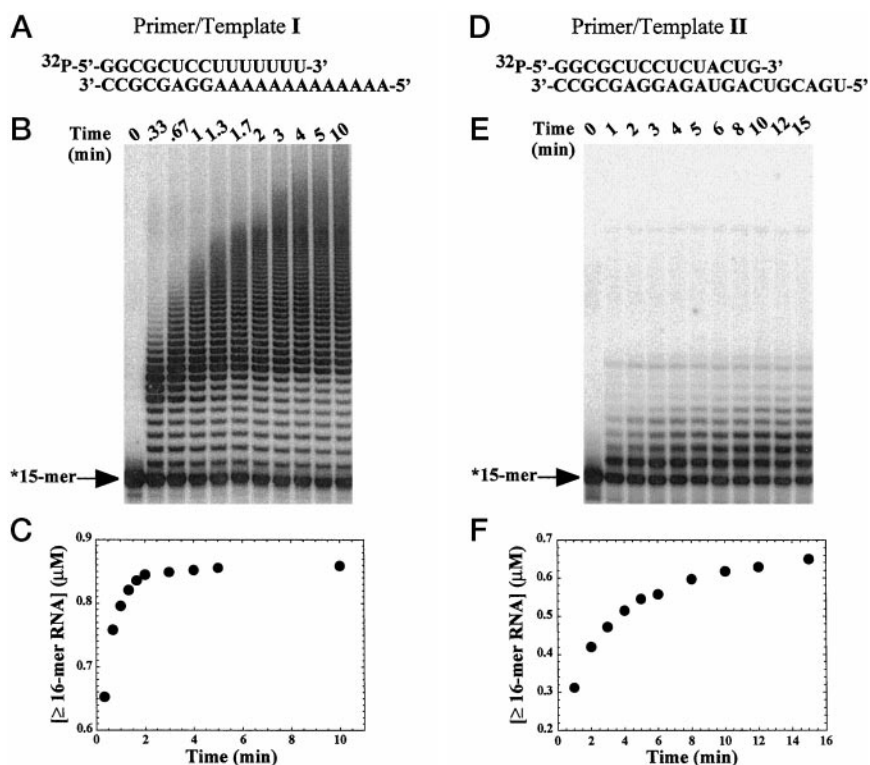 A Primer/Template I
³²P-5'-GGCGCUCCUUUUUUU-3'
3'-CCGCGAGGAAAAAAAAAAAAA-5'
B Time (min) 0 .33 .67 1 1.3 1.7 2 3 4 5 10
*15-mer
C
[≥ 16-mer RNA] (µM)
0.9
0.8
0.7
0.6
0 2 4 6 8 10
Time (min)
D Primer/Template II
³²P-5'-GGCGCUCCUCUACUG-3'
3'-CCGCGAGGAGAUGACUGCAGU-5'
E Time (min) 0 1 2 3 4 5 6 8 10 12 15
*15-mer
F
[≥ 16-mer RNA] (µM)
0.7
0.6
0.5
0.4
0.3
0.2
0 2 4 6 8 10 12 14 16
Time (min)